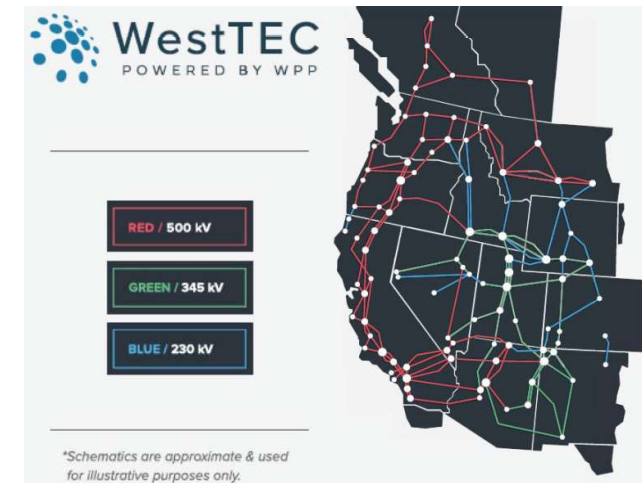 WestTEC
POWERED BY WPP
RED / 500 kV
GREEN / 345 kV
BLUE / 230 kV
*Schematics are approximate & used
for illustrative purposes only.